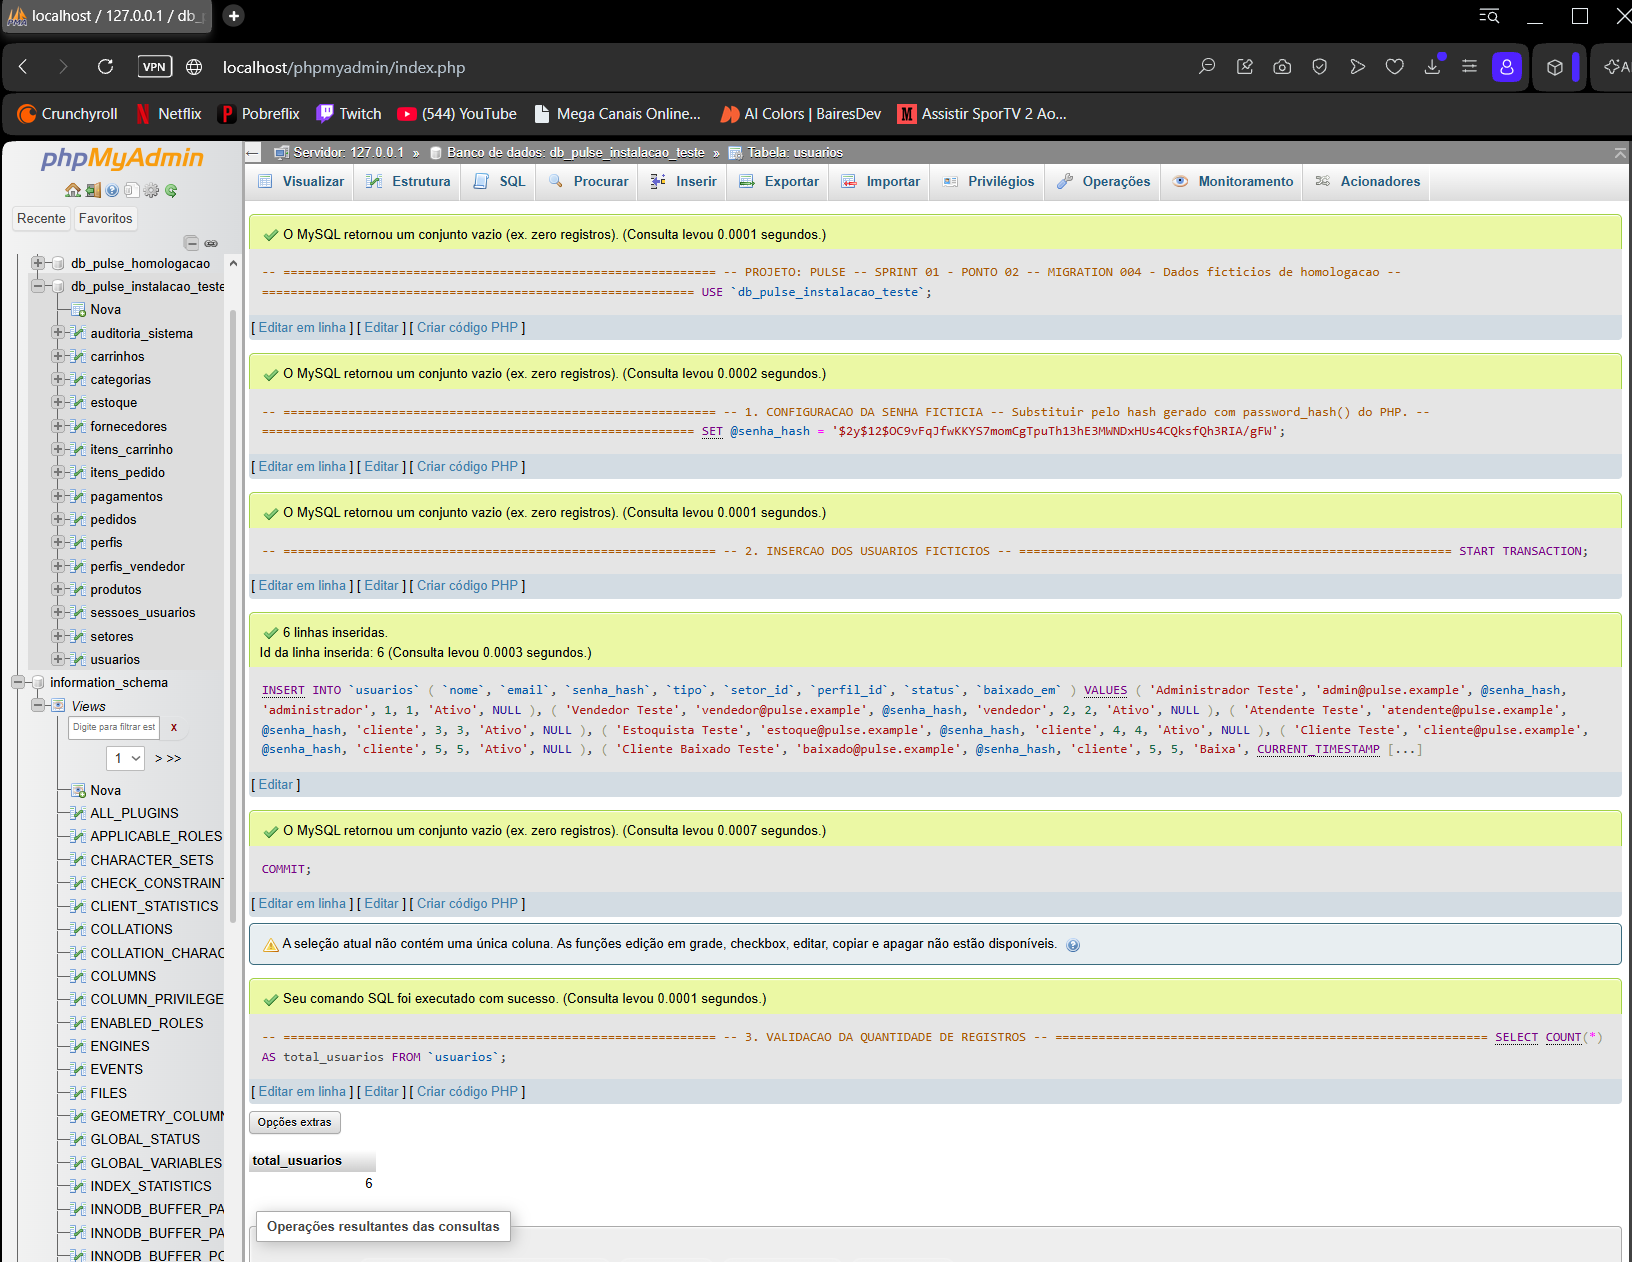 localhost / 127.0.0.1 / db_
VPN localhost/phpmyadmin/index.php
Crunchyroll Netflix Pobreflix Twitch (544) YouTube Mega Canais Online... AI Colors | BairesDev Assistir SporTV 2 Ao...
phpMyAdmin
Recente Favoritos
db_pulse_homologacao
db_pulse_instalacao_teste
Nova
auditoria_sistema
carrinhos
categorias
estoque
fornecedores
itens_carrinho
itens_pedido
pagamentos
pedidos
perfis
perfis_vendedor
produtos
sessoes_usuarios
setores
usuarios
information_schema
Views
Digite para filtrar est x
1 > >>
Nova
ALL_PLUGINS
APPLICABLE_ROLES
CHARACTER_SETS
CHECK_CONSTRAINT
CLIENT_STATISTICS
COLLATIONS
COLLATION_CHARAC
COLUMNS
COLUMN_PRIVILEGE
ENABLED_ROLES
ENGINES
EVENTS
FILES
GEOMETRY_COLUMN
GLOBAL_STATUS
GLOBAL_VARIABLES
INDEX_STATISTICS
INNODB_BUFFER_PA
INNODB_BUFFER_PA
INNODB_BUFFER_PO
Servidor: 127.0.0.1 » Banco de dados: db_pulse_instalacao_teste » Tabela: usuarios
Visualizar Estrutura SQL Procurar Inserir Exportar Importar Privilégios Operações Monitoramento Acionadores
O MySQL retornou um conjunto vazio (ex. zero registros). (Consulta levou 0.0001 segundos.)
-- ============================================================ -- PROJETO: PULSE -- SPRINT 01 - PONTO 02 -- MIGRATION 004 - Dados ficticios de homologacao --
============================================================ USE `db_pulse_instalacao_teste`;
[ Editar em linha ] [ Editar ] [ Criar código PHP ]
O MySQL retornou um conjunto vazio (ex. zero registros). (Consulta levou 0.0002 segundos.)
-- ============================================================ -- 1. CONFIGURACAO DA SENHA FICTICIA -- Substituir pelo hash gerado com password_hash() do PHP. --
============================================================ SET @senha_hash = '$2y$12$OC9vFqJfwKKYS7momCgTpuTh13hE3MWNDxHUs4CQksfQh3RIA/gFW';
[ Editar em linha ] [ Editar ] [ Criar código PHP ]
O MySQL retornou um conjunto vazio (ex. zero registros). (Consulta levou 0.0001 segundos.)
-- ============================================================ -- 2. INSERCAO DOS USUARIOS FICTICIOS -- ============================================================ START TRANSACTION;
[ Editar em linha ] [ Editar ] [ Criar código PHP ]
6 linhas inseridas.
Id da linha inserida: 6 (Consulta levou 0.0003 segundos.)
INSERT INTO `usuarios` ( `nome`, `email`, `senha_hash`, `tipo`, `setor_id`, `perfil_id`, `status`, `baixado_em` ) VALUES ( 'Administrador Teste', 'admin@pulse.example', @senha_hash,
'administrador', 1, 1, 'Ativo', NULL ), ( 'Vendedor Teste', 'vendedor@pulse.example', @senha_hash, 'vendedor', 2, 2, 'Ativo', NULL ), ( 'Atendente Teste', 'atendente@pulse.example',
@senha_hash, 'cliente', 3, 3, 'Ativo', NULL ), ( 'Estoquista Teste', 'estoque@pulse.example', @senha_hash, 'cliente', 4, 4, 'Ativo', NULL ), ( 'Cliente Teste', 'cliente@pulse.example',
@senha_hash, 'cliente', 5, 5, 'Ativo', NULL ), ( 'Cliente Baixado Teste', 'baixado@pulse.example', @senha_hash, 'cliente', 5, 5, 'Baixa', CURRENT_TIMESTAMP [...]
[ Editar ]
O MySQL retornou um conjunto vazio (ex. zero registros). (Consulta levou 0.0007 segundos.)
COMMIT;
[ Editar em linha ] [ Editar ] [ Criar código PHP ]
A seleção atual não contém uma única coluna. As funções edição em grade, checkbox, editar, copiar e apagar não estão disponíveis.
Seu comando SQL foi executado com sucesso. (Consulta levou 0.0001 segundos.)
-- ============================================================ -- 3. VALIDACAO DA QUANTIDADE DE REGISTROS -- ============================================================ SELECT COUNT(*)
AS total_usuarios FROM `usuarios`;
[ Editar em linha ] [ Editar ] [ Criar código PHP ]
Opções extras
total_usuarios
6
Operações resultantes das consultas